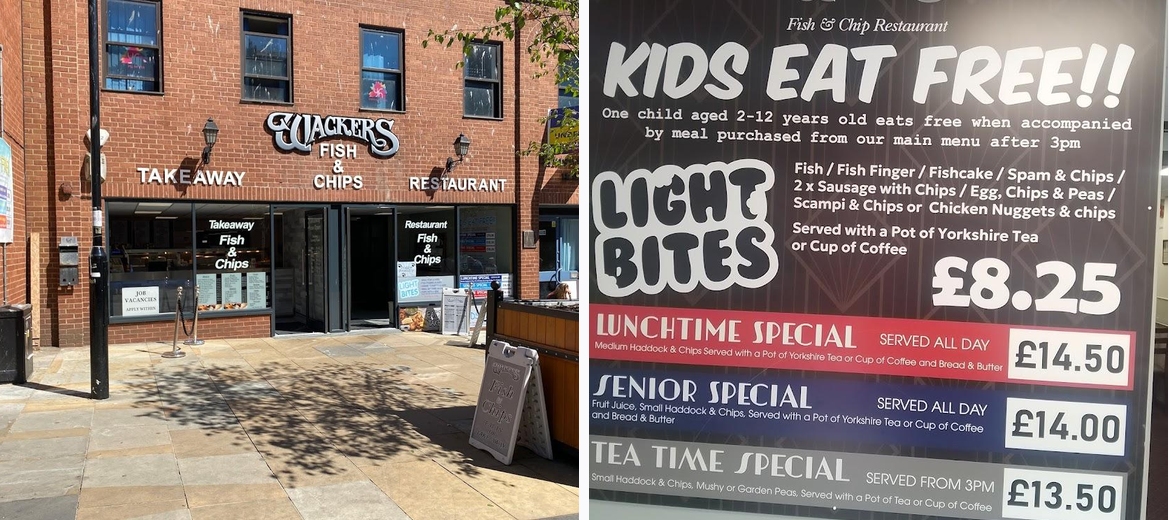 WACKERS
FISH
&
CHIPS
TAKEAWAY
RESTAURANT
Takeaway
Fish
&
Chips
Restaurant
Fish
&
Chips
JOB
VACANCIES
APPLY WITHIN
LIGHT
BITES
Fish
&
Chips
Fish & Chip Restaurant
KIDS EAT FREE!!
One child aged 2-12 years old eats free when accompanied
by meal purchased from our main menu after 3pm
LIGHT
BITES
Fish / Fish Finger / Fishcake / Spam & Chips /
2 x Sausage with Chips / Egg, Chips & Peas /
Scampi & Chips or Chicken Nuggets & chips
Served with a Pot of Yorkshire Tea
or Cup of Coffee
£8.25
LUNCHTIME SPECIAL SERVED ALL DAY
Medium Haddock & Chips Served with a Pot of Yorkshire Tea or Cup of Coffee and Bread & Butter
£14.50
SENIOR SPECIAL SERVED ALL DAY
Fruit Juice, Small Haddock & Chips, Served with a Pot of Yorkshire Tea or Cup of Coffee
and Bread & Butter
£14.00
TEA TIME SPECIAL SERVED FROM 3PM
Small Haddock & Chips, Mushy or Garden Peas, Served with a Pot of Tea or Cup of Coffee
£13.50